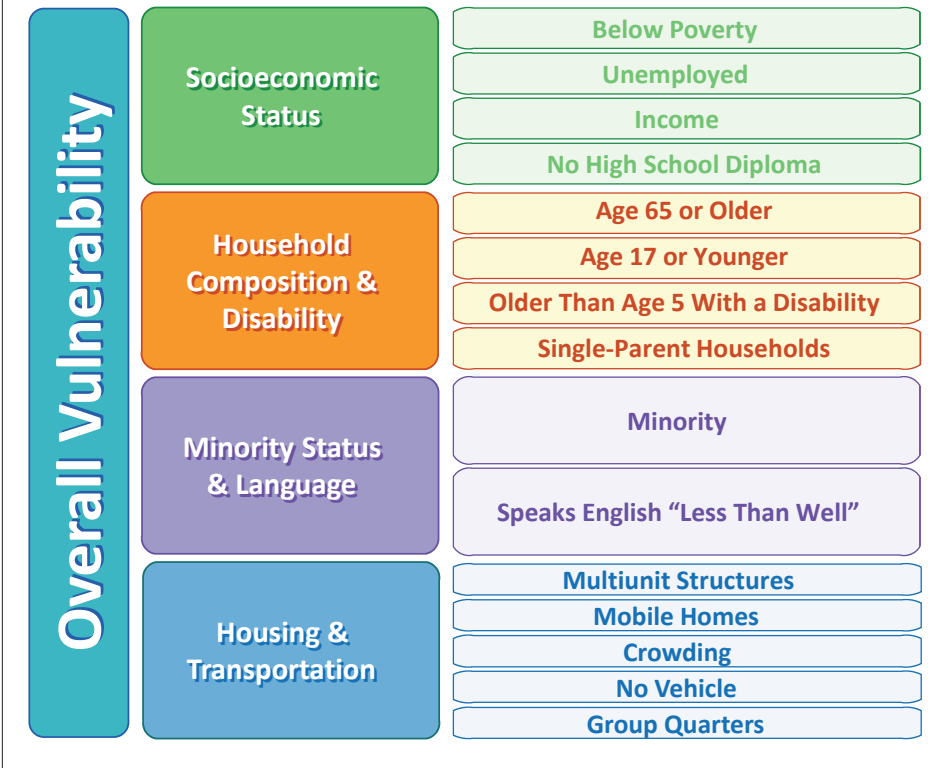 Overall Vulnerability
Socioeconomic
Status
Below Poverty
Unemployed
Income
No High School Diploma
Household
Composition &
Disability
Age 65 or Older
Age 17 or Younger
Older Than Age 5 With a Disability
Single-Parent Households
Minority Status
& Language
Minority
Speaks English “Less Than Well”
Housing &
Transportation
Multiunit Structures
Mobile Homes
Crowding
No Vehicle
Group Quarters